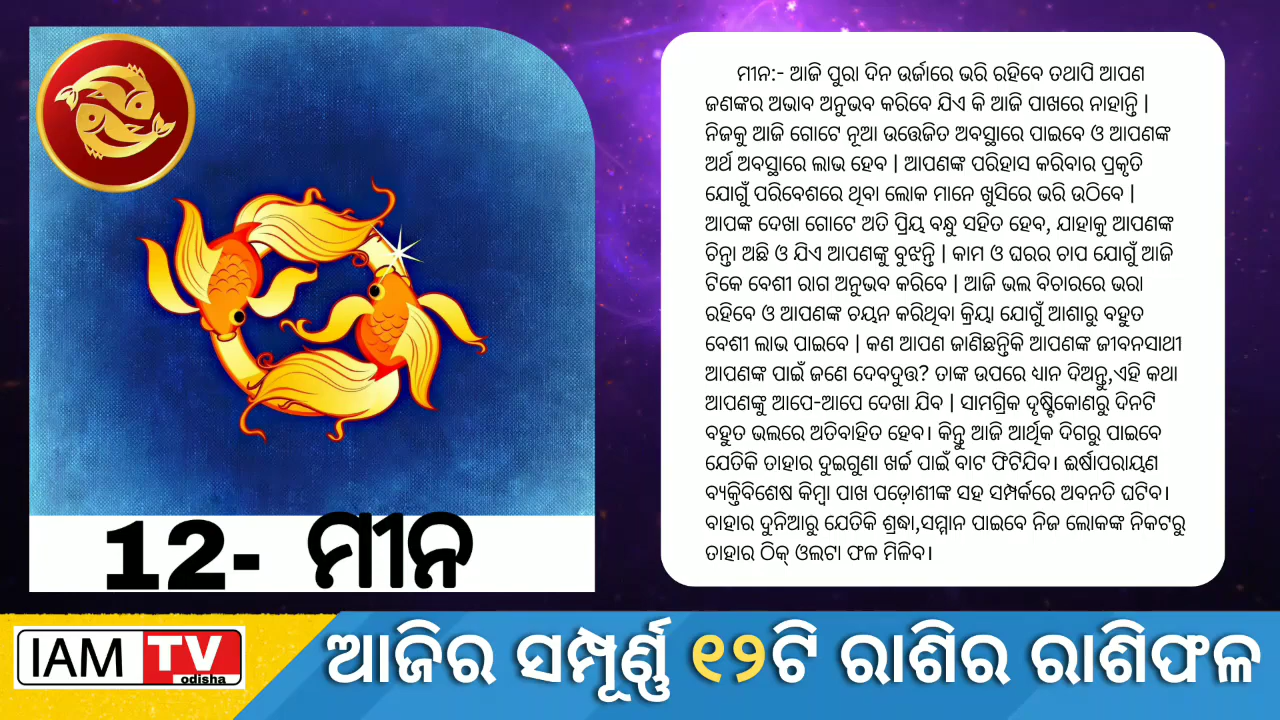 ମୀନ:- ଆଜି ପୁରା ଦିନ ଉର୍ଜାରେ ଭରି ରହିବେ ତଥାପି ଆପଣ
ଜଣଙ୍କର ଅଭାବ ଅନୁଭବ କରିବେ ଯିଏ କି ଆଜି ପାଖରେ ନାହାନ୍ତି |
ନିଜକୁ ଆଜି ଗୋଟେ ନୂଆ ଉତ୍ତେଜିତ ଅବସ୍ଥାରେ ପାଇବେ ଓ ଆପଣଙ୍କ
ଅର୍ଥ ଅବସ୍ଥାରେ ଲାଭ ହେବ | ଆପଣଙ୍କ ପରିହାସ କରିବାର ପ୍ରକୃତି
ଯୋଗୁଁ ପରିବେଶରେ ଥିବା ଲୋକ ମାନେ ଖୁସିରେ ଭରି ଉଠିବେ |
ଆପଙ୍କ ଦେଖା ଗୋଟେ ଅତି ପ୍ରିୟ ବନ୍ଧୁ ସହିତ ହେବ, ଯାହାକୁ ଆପଣଙ୍କ
ଚିନ୍ତା ଅଛି ଓ ଯିଏ ଆପଣଙ୍କୁ ବୁଝନ୍ତି | କାମ ଓ ଘରର ଚାପ ଯୋଗୁଁ ଆଜି
ଟିକେ ବେଶୀ ରାଗ ଅନୁଭବ କରିବେ | ଆଜି ଭଲ ବିଚାରରେ ଭରା
ରହିବେ ଓ ଆପଣଙ୍କ ଚୟନ କରିଥିବା କ୍ରିୟା ଯୋଗୁଁ ଆଶାରୁ ବହୁତ
ବେଶୀ ଲାଭ ପାଇବେ | କଣ ଆପଣ ଜାଣିଛନ୍ତିକି ଆପଣଙ୍କ ଜୀବନସାଥୀ
ଆପଣଙ୍କ ପାଇଁ ଜଣେ ଦେବଦୁତ୍ତ? ତାଙ୍କ ଉପରେ ଧ୍ୟାନ ଦିଅନ୍ତୁ,ଏହି କଥା
ଆପଣଙ୍କୁ ଆପେ-ଆପେ ଦେଖା ଯିବ | ସାମଗ୍ରିକ ଦୃଷ୍ଟିକୋଣରୁ ଦିନଟି
ବହୁତ ଭଲରେ ଅତିବାହିତ ହେବ। କିନ୍ତୁ ଆଜି ଆର୍ଥିକ ଦିଗରୁ ପାଇବେ
ଯେତିକି ତାହାର ଦୁଇଗୁଣା ଖର୍ଚ୍ଚ ପାଇଁ ବାଟ ଫିଟିଯିବ। ଈର୍ଷାପରାୟଣ
ବ୍ୟକ୍ତିବିଶେଷ କିମ୍ବା ପାଖ ପଡ଼ୋଶୀଙ୍କ ସହ ସମ୍ପର୍କରେ ଅବନତି ଘଟିବ।
ବାହାର ଦୁନିଆରୁ ଯେତିକି ଶ୍ରଦ୍ଧା,ସମ୍ମାନ ପାଇବେ ନିଜ ଲୋକଙ୍କ ନିକଟରୁ
ତାହାର ଠିକ୍ ଓଲଟା ଫଳ ମିଳିବ।
12- ମୀନ
IAM TV
odisha
ଆଜିର ସମ୍ପୂର୍ଣ୍ଣ ୧୨ଟି ରାଶିର ରାଶିଫଳ